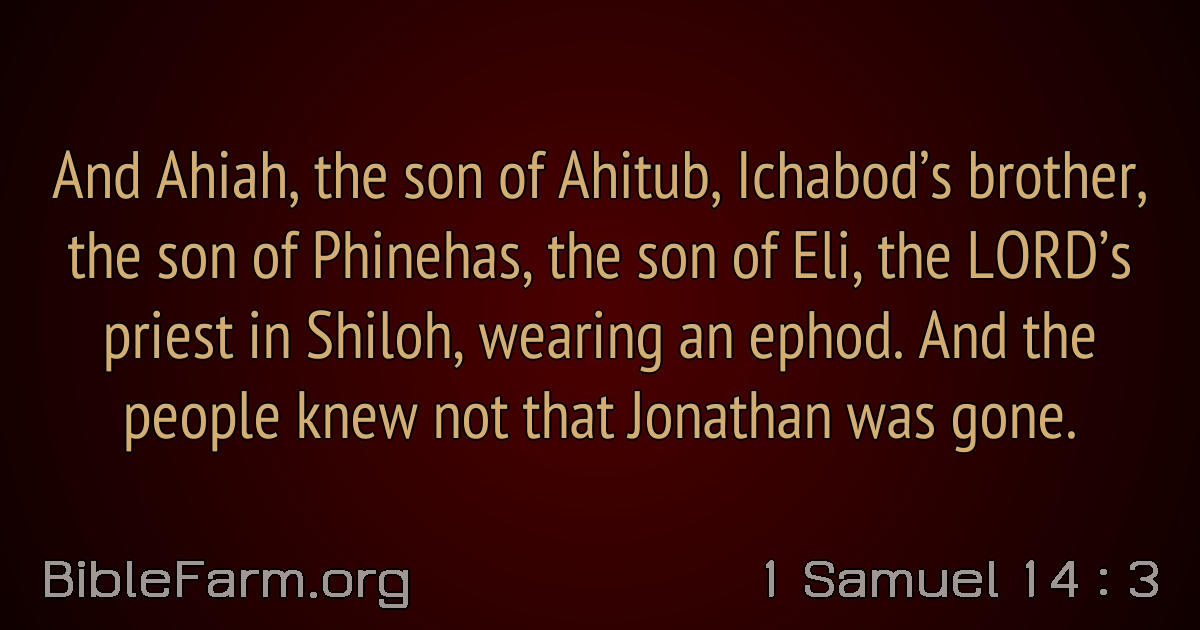 And Ahiah, the son of Ahitub, Ichabod’s brother,
the son of Phinehas, the son of Eli, the LORD’s
priest in Shiloh, wearing an ephod. And the
people knew not that Jonathan was gone.
BibleFarm.org
1 Samuel 14 : 3